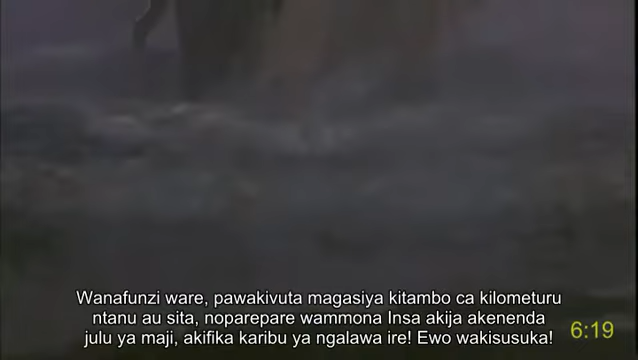 Wanafunzi ware, pawakivuta magasiya kitambo ca kilometuru
ntanu au sita, noparepare wammona Insa akija akenenda
julu ya maji, akifika karibu ya ngalawa ire! Ewo wakisusuka!
6:19